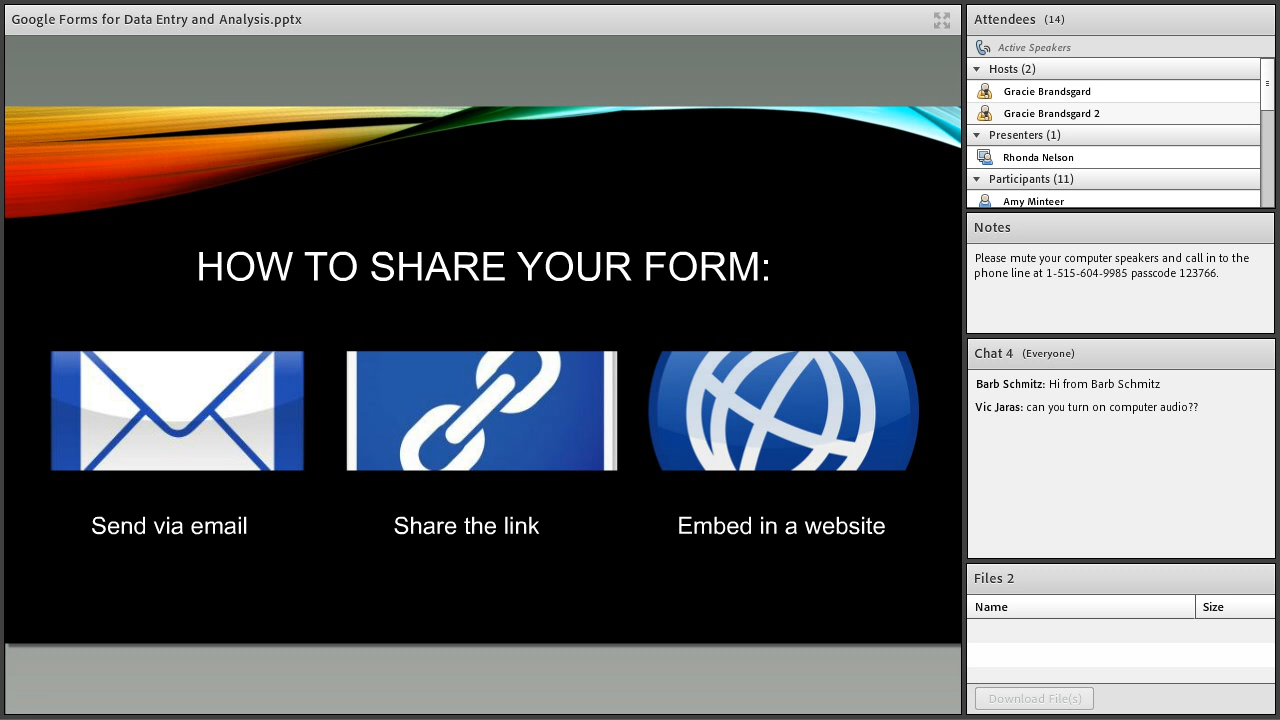 Google Forms for Data Entry and Analysis.pptx
HOW TO SHARE YOUR FORM:
Send via email
Share the link
Embed in a website
Attendees (14)
Active Speakers
Hosts (2)
Gracie Brandsgard
Gracie Brandsgard 2
Presenters (1)
Rhonda Nelson
Participants (11)
Amy Minteer
Notes
Please mute your computer speakers and call in to the
phone line at 1-515-604-9985 passcode 123766.
Chat 4 (Everyone)
Barb Schmitz: Hi from Barb Schmitz
Vic Jaras: can you turn on computer audio??
Files 2
Name Size
Download File(s)